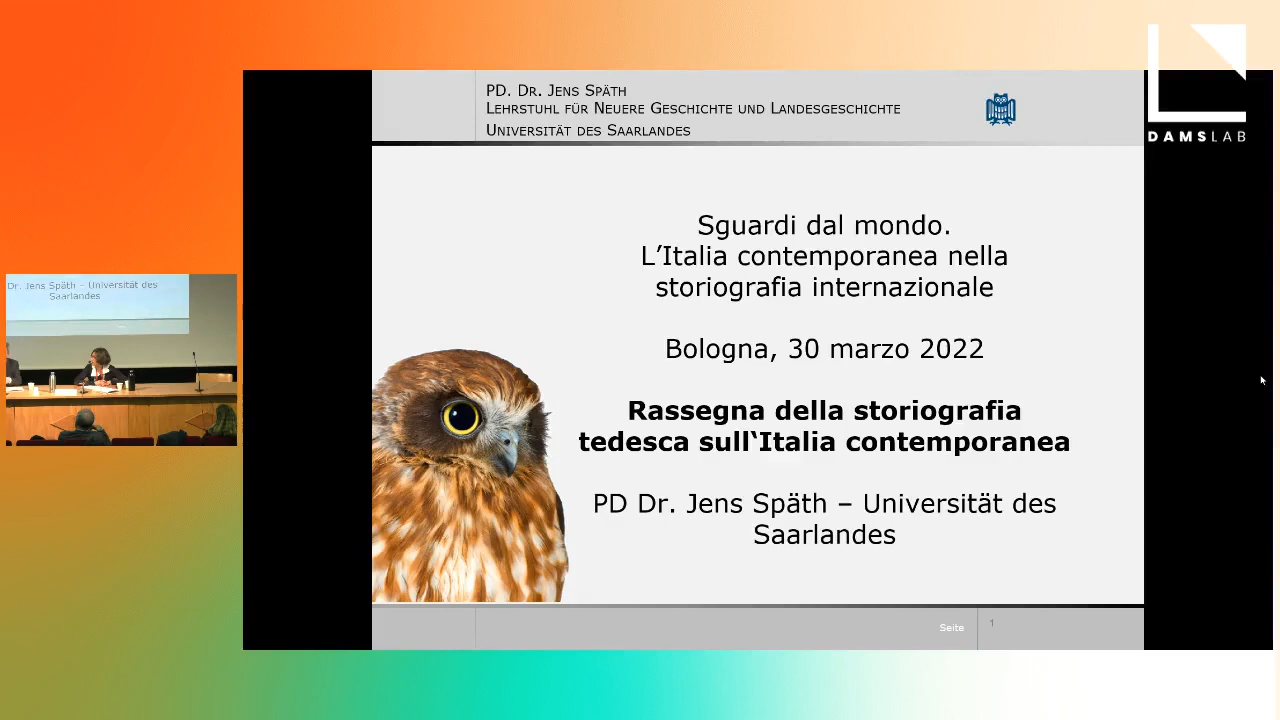 PD. DR. JENS SPÄTH
LEHRSTUHL FÜR NEUERE GESCHICHTE UND LANDESGESCHICHTE
UNIVERSITÄT DES SAARLANDES
DAMSLAB
Sguardi dal mondo.
L’Italia contemporanea nella
storiografia internazionale
Bologna, 30 marzo 2022
Rassegna della storiografia
tedesca sull‘Italia contemporanea
PD Dr. Jens Späth – Universität des
Saarlandes
Seite 1
Dr. Jens Späth – Universität des
Saarlandes